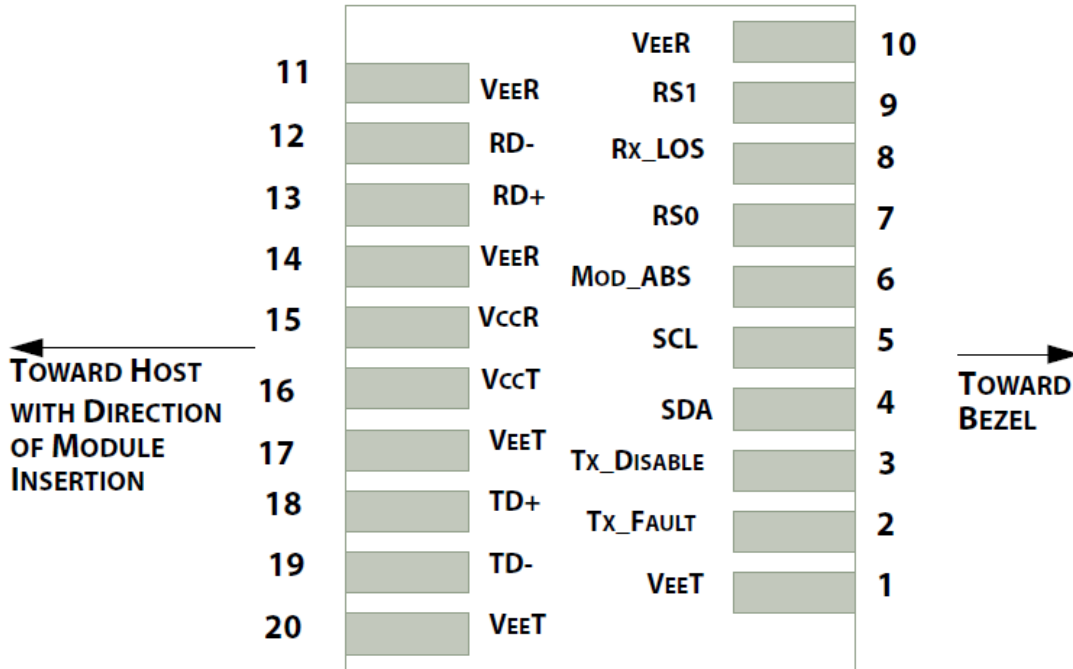 VEER 10
11 VEER
RS1 9
12 RD-
RX_LOS 8
13 RD+
RS0 7
14 VEER
MOD_ABS 6
15 VCCR
SCL 5
16 VCCT
SDA 4
17 VEET
TX_DISABLE 3
18 TD+
TX_FAULT 2
19 TD-
VEET 1
20 VEET
TOWARD HOST
WITH DIRECTION
OF MODULE
INSERTION
TOWARD
BEZEL